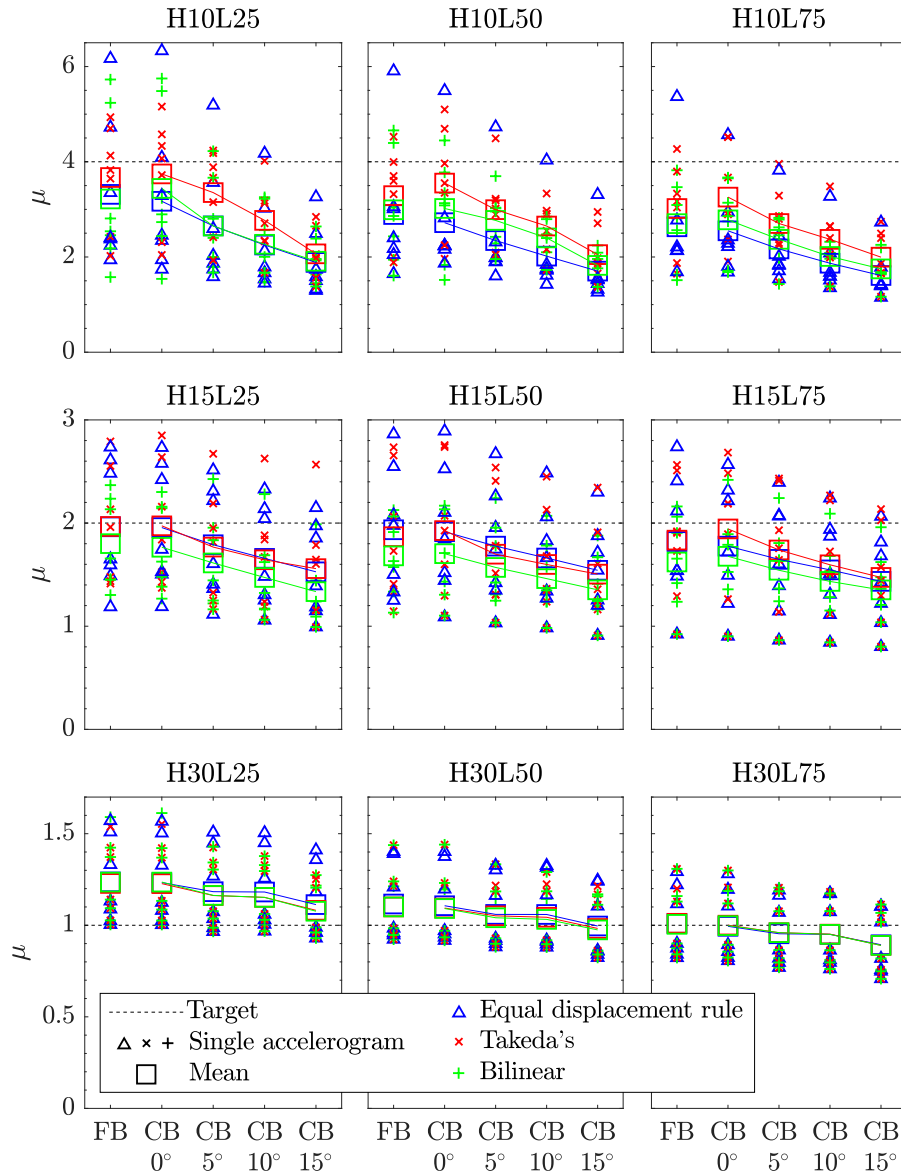 H10L25 H10L50 H10L75
6
4
2
0
μ
H15L25 H15L50 H15L75
3
2
1
0
μ
H30L25 H30L50 H30L75
1.5
1
0.5
0
μ
Target
Single accelerogram
Mean
Equal displacement rule
Takeda's
Bilinear
FB CB CB CB CB FB CB CB CB CB FB CB CB CB CB
0° 5° 10° 15° 0° 5° 10° 15° 0° 5° 10° 15°